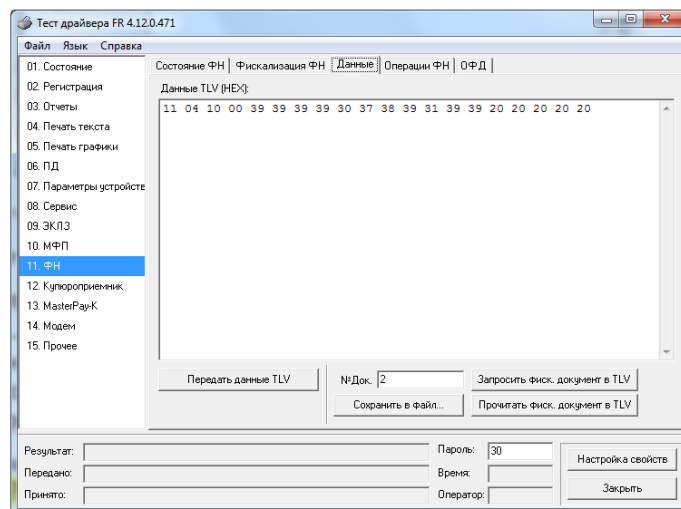 Тест драйвера FR 4.12.0.471
Файл Язык Справка
01. Состояние
02. Регистрация
03. Отчеты
04. Печать текста
05. Печать графики
06. ПД
07. Параметры устройств
08. Сервис
09. ЭКЛЗ
10. МФП
11. ФН
12. Купюроприемник
13. MasterPay-K
14. Модем
15. Прочее
Состояние ФН Фискализация ФН Данные Операции ФН ОФД
Данные TLV (HEX):
11 04 10 00 39 39 39 39 30 37 38 39 31 39 39 20 20 20 20 20
Передать данные TLV
№Док. 2
Запросить фиск. документ в TLV
Сохранить в файл...
Прочитать фиск. документ в TLV
Результат:
Пароль: 30
Передано:
Время:
Принято:
Оператор:
Настройка свойств
Закрыть